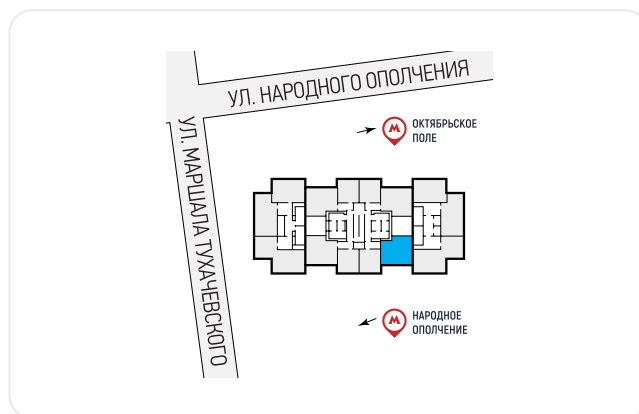 УЛ. НАРОДНОГО ОПОЛЧЕНИЯ
М
ОКТЯБРЬСКОЕ
ПОЛЕ
УЛ. МАРШАЛА ТУХАЧЕВСКОГО
М
НАРОДНОЕ
ОПОЛЧЕНИЕ